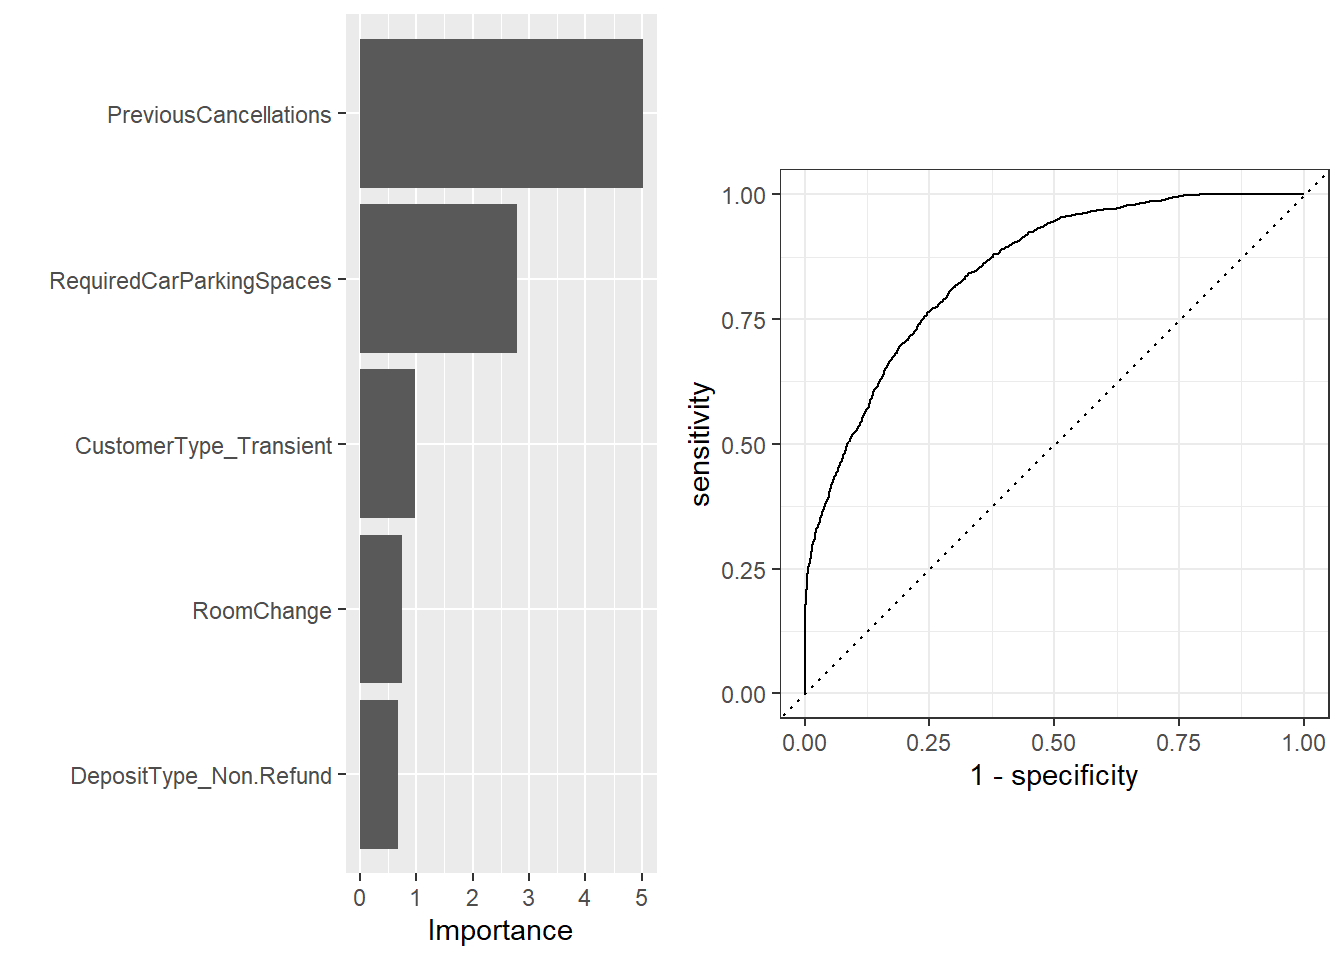 PreviousCancellations
RequiredCarParkingSpaces
CustomerType_Transient
RoomChange
DepositType_Non.Refund
0 1 2 3 4 5
Importance
1.00
0.75
0.50
0.25
0.00
sensitivity
0.00 0.25 0.50 0.75 1.00
1 - specificity